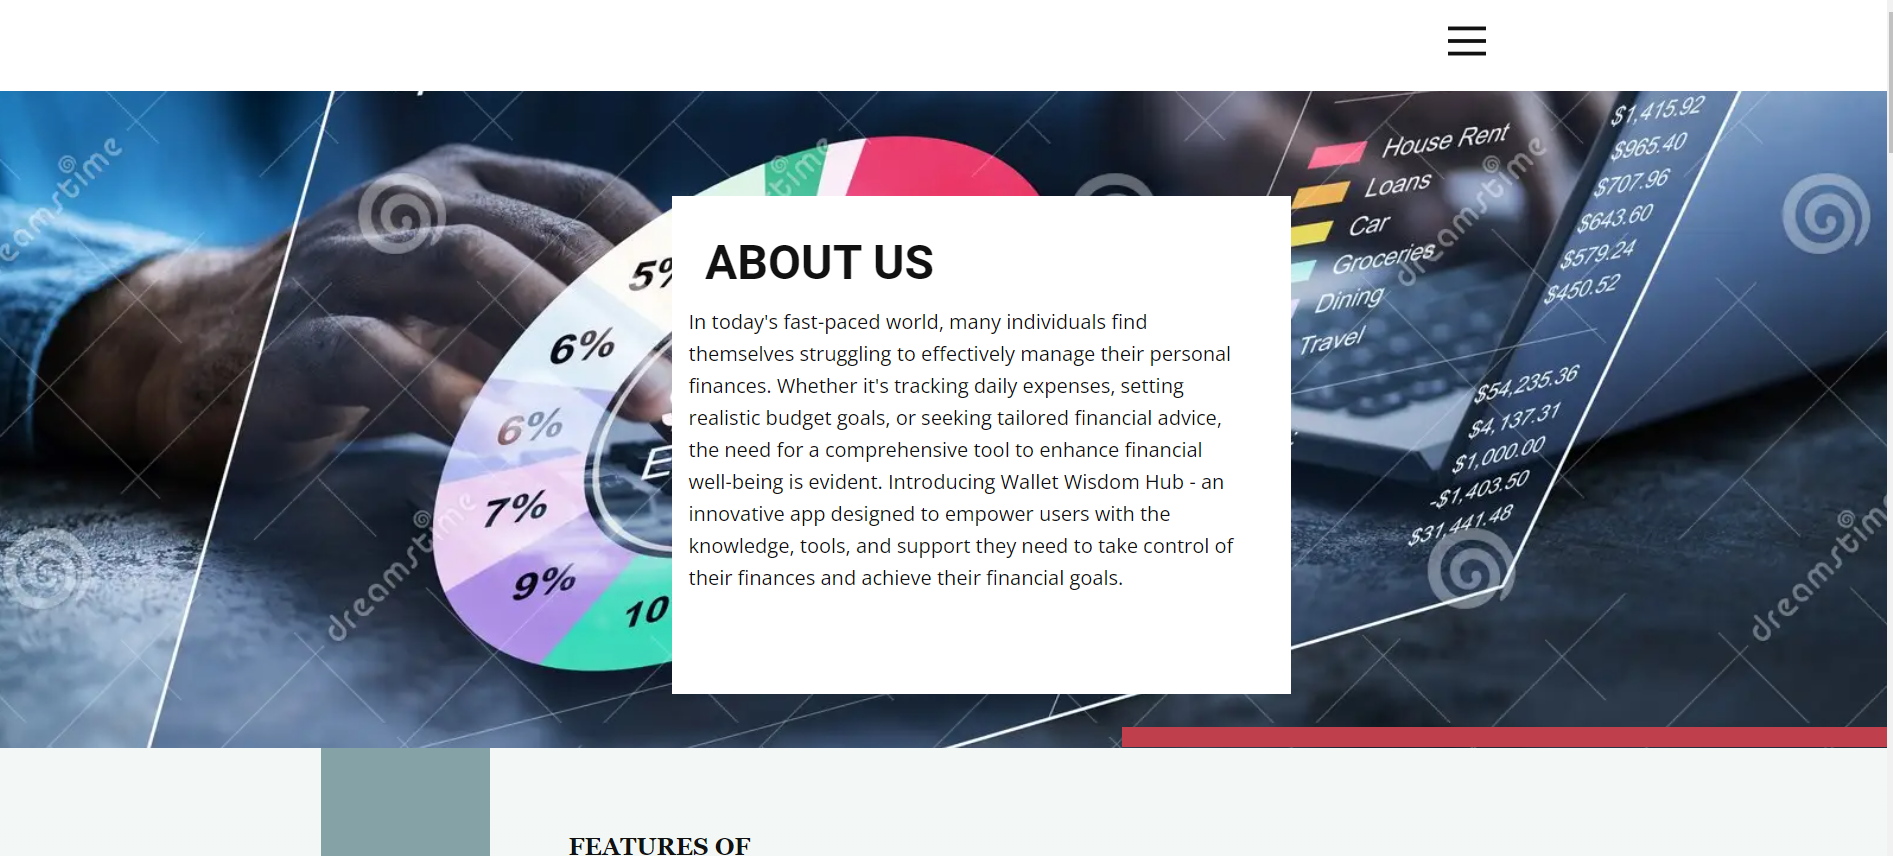 House Rent $1,415.92
Loans $965.40
Car $707.96
Groceries $643.60
Dining $579.24
Travel $450.52
$54,235.36
$4,137.31
$1,000.00
-$1,403.50
$31,441.48
5%
6%
6%
7%
9%
10
ABOUT US
In today's fast-paced world, many individuals find
themselves struggling to effectively manage their personal
finances. Whether it's tracking daily expenses, setting
realistic budget goals, or seeking tailored financial advice,
the need for a comprehensive tool to enhance financial
well-being is evident. Introducing Wallet Wisdom Hub - an
innovative app designed to empower users with the
knowledge, tools, and support they need to take control of
their finances and achieve their financial goals.
dreamstime
dreamstime
dreamstime
dreamstime
FEATURES OF